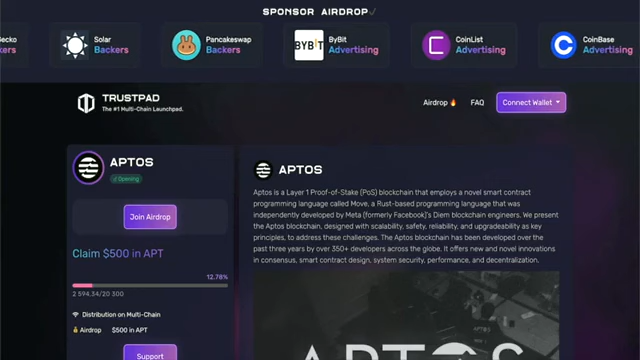 SPONSOR AIRDROP
Solar
Backers
Pancakeswap
Backers
BYBIT
ByBit
Advertising
CoinList
Advertising
CoinBase
Advertising
TRUSTPAD
The #1 Multi-Chain Launchpad.
Airdrop
FAQ
Connect Wallet
APTOS
Opening
Join Airdrop
Claim $500 in APT
12.78%
2 594,34/20 300
Distribution on Multi-Chain
Airdrop $500 in APT
Support
APTOS
Aptos is a Layer 1 Proof-of-Stake (PoS) blockchain that employs a novel smart contract
programming language called Move, a Rust-based programming language that was
independently developed by Meta (formerly Facebook)'s Diem blockchain engineers. We present
the Aptos blockchain, designed with scalability, safety, reliability, and upgradeability as key
principles, to address these challenges. The Aptos blockchain has been developed over the
past three years by over 350+ developers across the globe. It offers new and novel innovations
in consensus, smart contract design, system security, performance, and decentralization.
APTOS